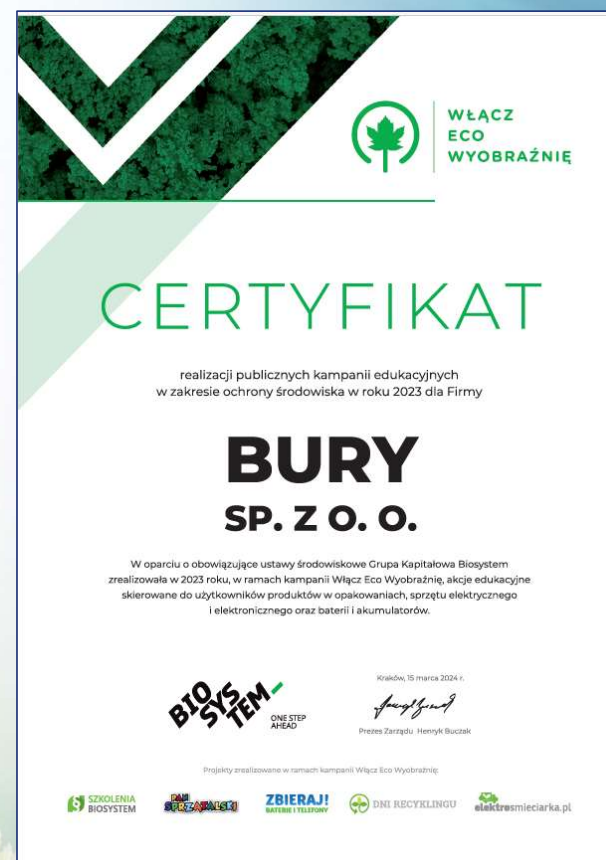 WŁĄCZ
ECO
WYOBRAŹNIĘ
CERTYFIKAT
realizacji publicznych kampanii edukacyjnych
w zakresie ochrony środowiska w roku 2023 dla Firmy
BURY
SP. Z O. O.
W oparciu o obowiązujące ustawy środowiskowe Grupa Kapitałowa Biosystem
zrealizowała w 2023 roku, w ramach kampanii Włącz Eco Wyobraźnię, akcje edukacyjne
skierowane do użytkowników produktów w opakowaniach, sprzętu elektrycznego
i elektronicznego oraz baterii i akumulatorów.
Kraków, 15 marca 2024 r.
BIO
SYS
TEM
ONE STEP
AHEAD
Prezes Zarządu Henryk Buczak
Projekty zrealizowane w ramach kampanii Włącz Eco Wyobraźnię:
SZKOLENIA
BIOSYSTEM
PAN
SPRZĄTALSKI
ZBIERAJ!
BATERIE I TELEFONY
DNI RECYKLINGU
elektrosmieciarka.pl